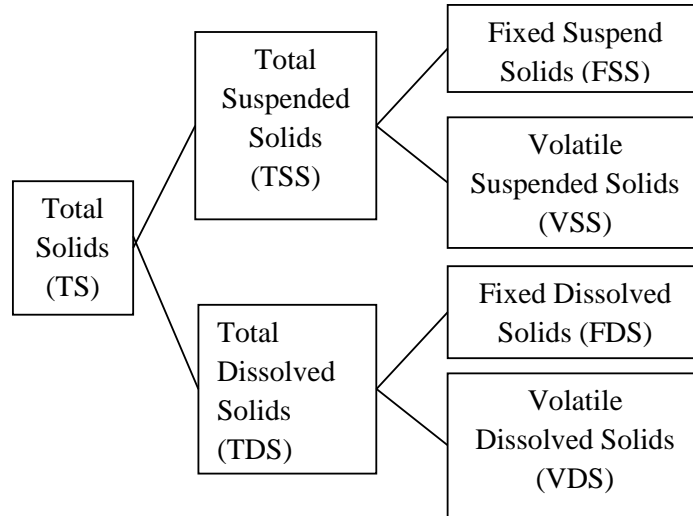 Total
Solids
(TS)
Total
Suspended
Solids
(TSS)
Total
Dissolved
Solids
(TDS)
Fixed Suspend
Solids (FSS)
Volatile
Suspended Solids
(VSS)
Fixed Dissolved
Solids (FDS)
Volatile
Dissolved Solids
(VDS)